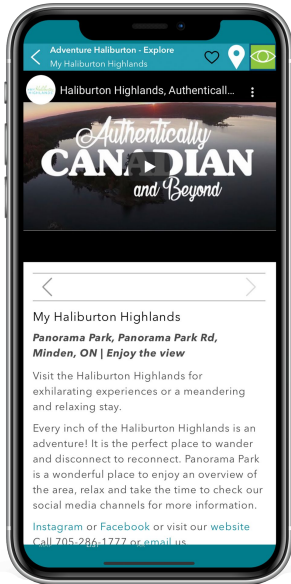 Adventure Haliburton - Explore
My Haliburton Highlands
Haliburton Highlands, Authenticall...
Authentically
CANADIAN
and Beyond
My Haliburton Highlands
Panorama Park, Panorama Park Rd,
Minden, ON | Enjoy the view
Visit the Haliburton Highlands for
exhilarating experiences or a meandering
and relaxing stay.
Every inch of the Haliburton Highlands is an
adventure! It is the perfect place to wander
and disconnect to reconnect. Panorama Park
is a wonderful place to enjoy an overview of
the area, relax and take the time to check our
social media channels for more information.
Instagram or Facebook or visit our website
Call 705-286-1777 or email us